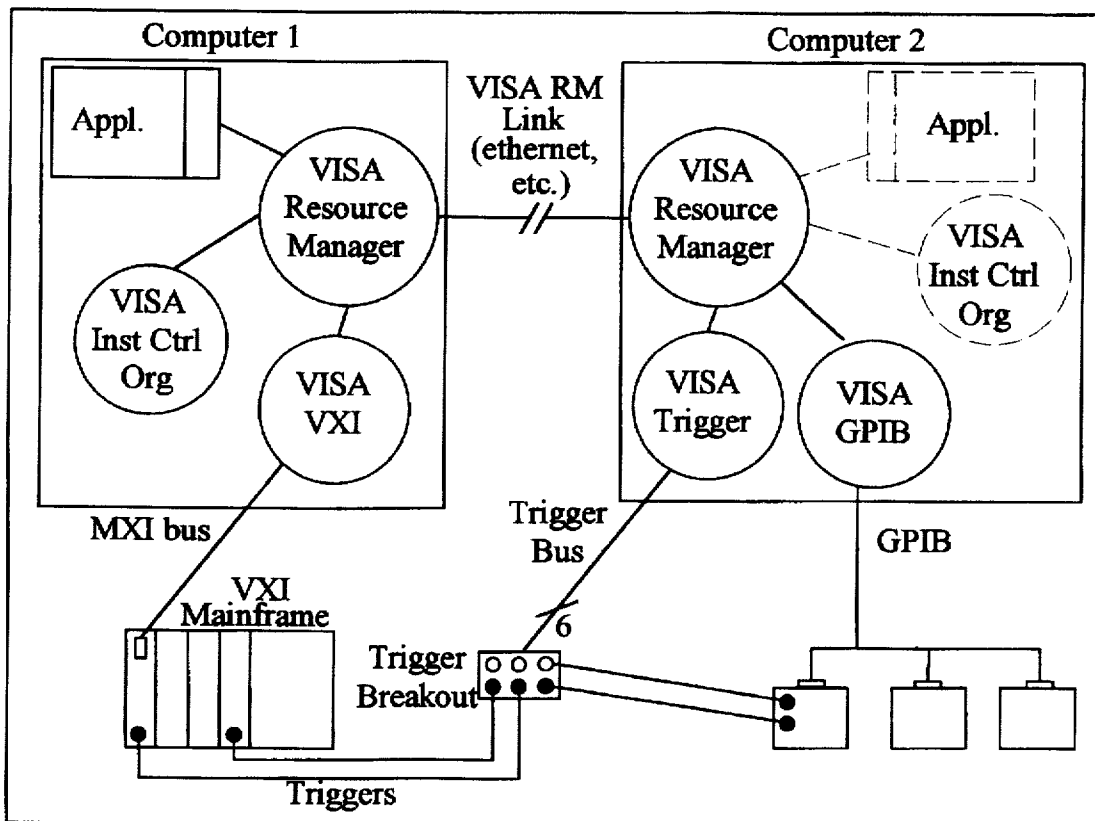 Computer 1
Computer 2
Appl.
VISA
Resource
Manager
VISA
Inst Ctrl
Org
VISA
VXI
VISA RM
Link
(ethernet,
etc.)
VISA
Resource
Manager
Appl.
VISA
Inst Ctrl
Org
VISA
Trigger
VISA
GPIB
MXI bus
Trigger
Bus
GPIB
VXI
Mainframe
6
Trigger
Breakout
Triggers